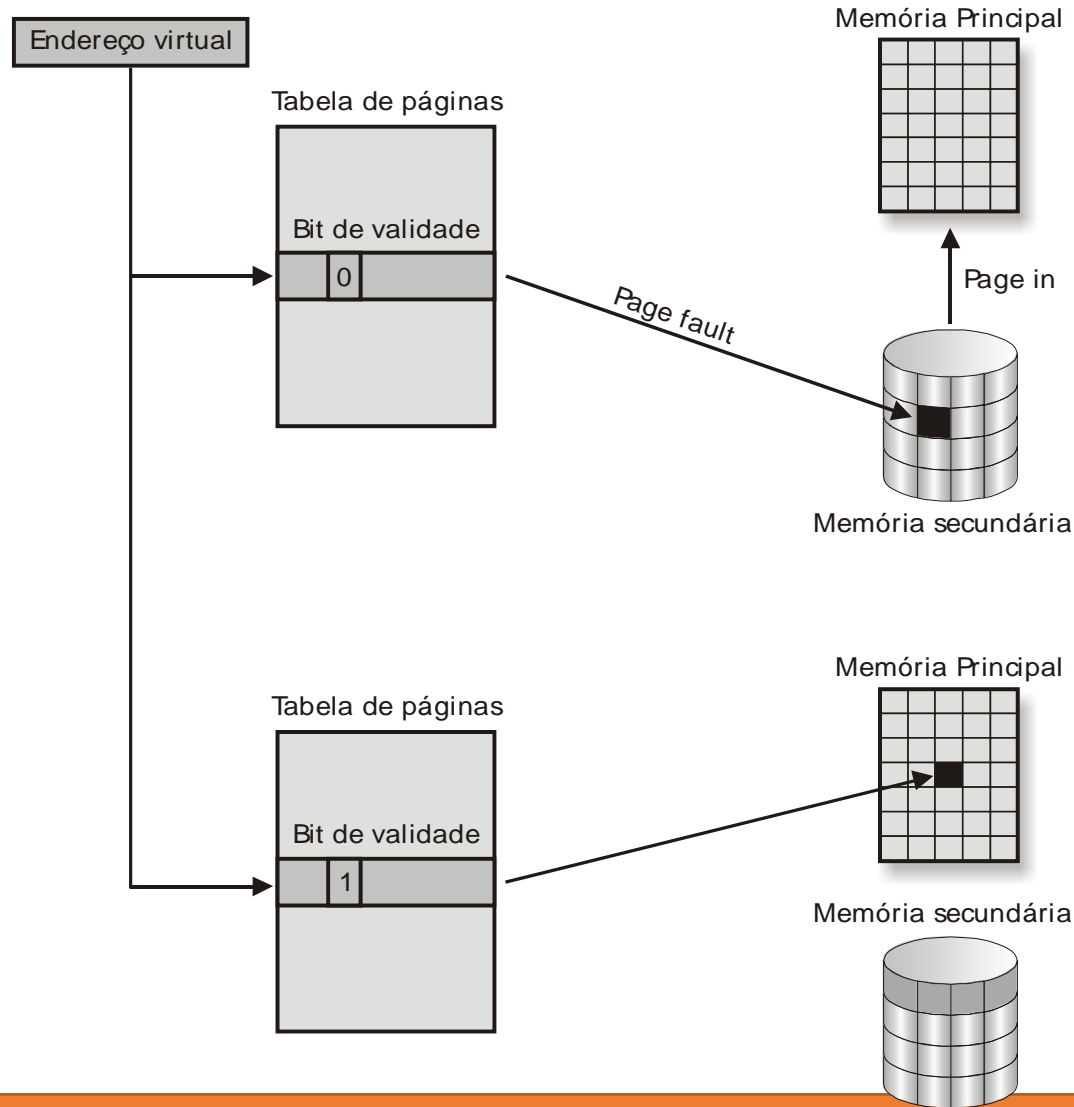 Endereço virtual
Memória Principal
Tabela de páginas
Bit de validade
0
Page fault
Page in
Memória secundária
Memória Principal
Tabela de páginas
Bit de validade
1
Memória secundária